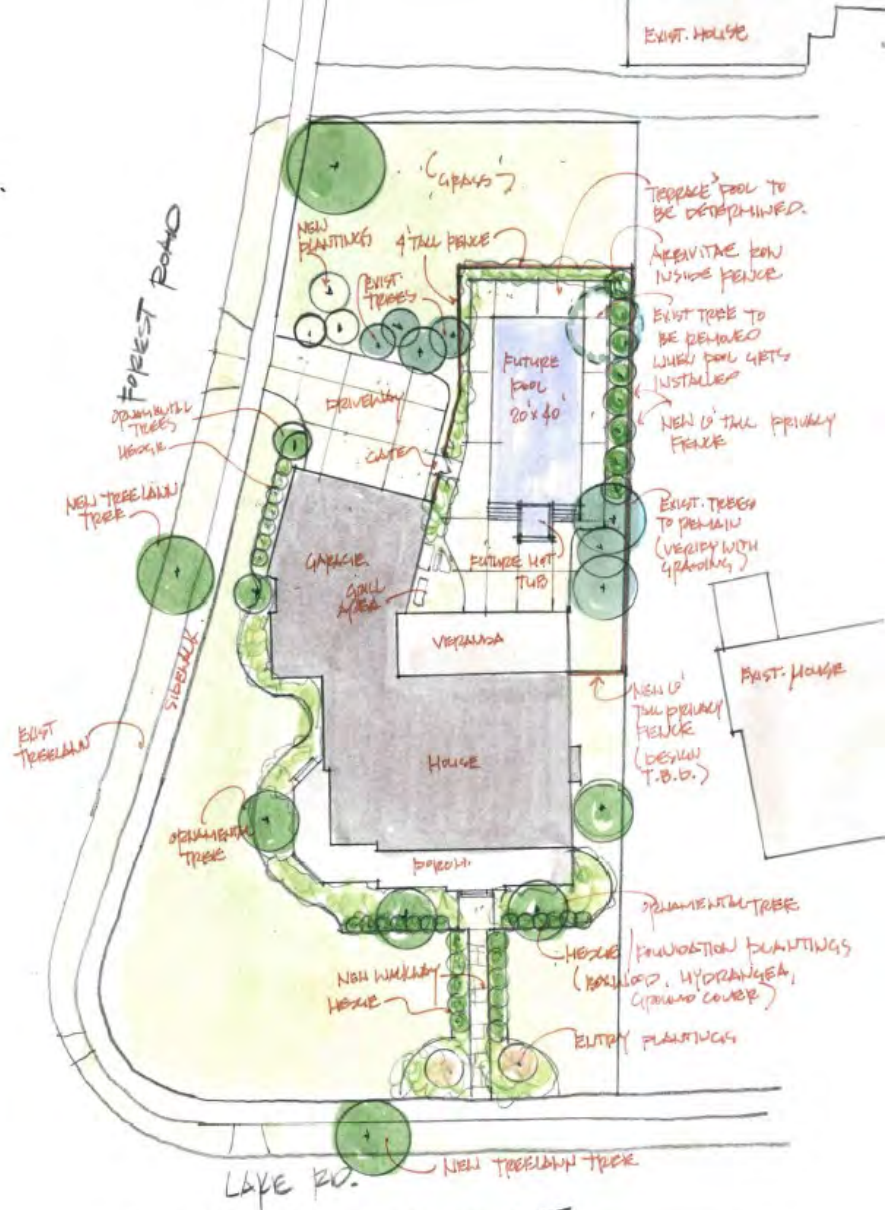 EXIST. HOUSE
(GRASS)
TERRACE/POOL TO
BE DETERMINED.
NEW
PLANTINGS
4' TALL FENCE
ARBIVITAE ROW
INSIDE FENCE
EXIST.
TREES
EXIST TREE TO
BE REMOVED
WHEN POOL GETS
INSTALLED
FOREST ROAD
FUTURE
POOL
20'x40'
DRIVEWAY
ORNAMENTAL
TREES
HEDGE
GATE
NEW 6' TALL PRIVACY
FENCE
NEW TREELAWN
TREE
EXIST. TREES
TO REMAIN
(VERIFY WITH
GRADING)
GARAGE
GRILL
AREA
FUTURE HOT
TUB
VERANDA
SIDEWALK
EXIST. HOUSE
NEW 6'
TALL PRIVACY
FENCE
(DESIGN
T.B.D.)
EXIST
TREELAWN
HOUSE
ORNAMENTAL
TREE
PORCH
ORNAMENTAL TREE
HEDGE/FOUNDATION PLANTINGS
(BOXWOOD, HYDRANGEA,
GROUND COVER)
NEW WALKWAY
HEDGE
ENTRY PLANTINGS
NEW TREELAWN TREE
LAKE RD.